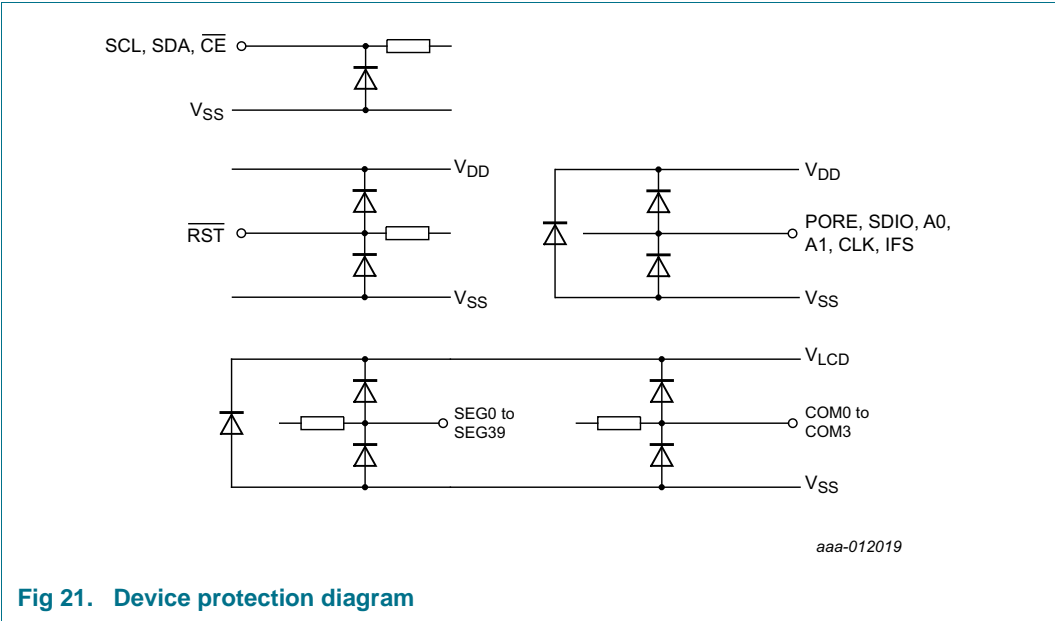 SCL, SDA, CE
VSS
VDD
RST
VSS
VDD
PORE, SDIO, A0,
A1, CLK, IFS
VSS
VLCD
SEG0 to
SEG39
COM0 to
COM3
VSS
aaa-012019
Fig 21. Device protection diagram